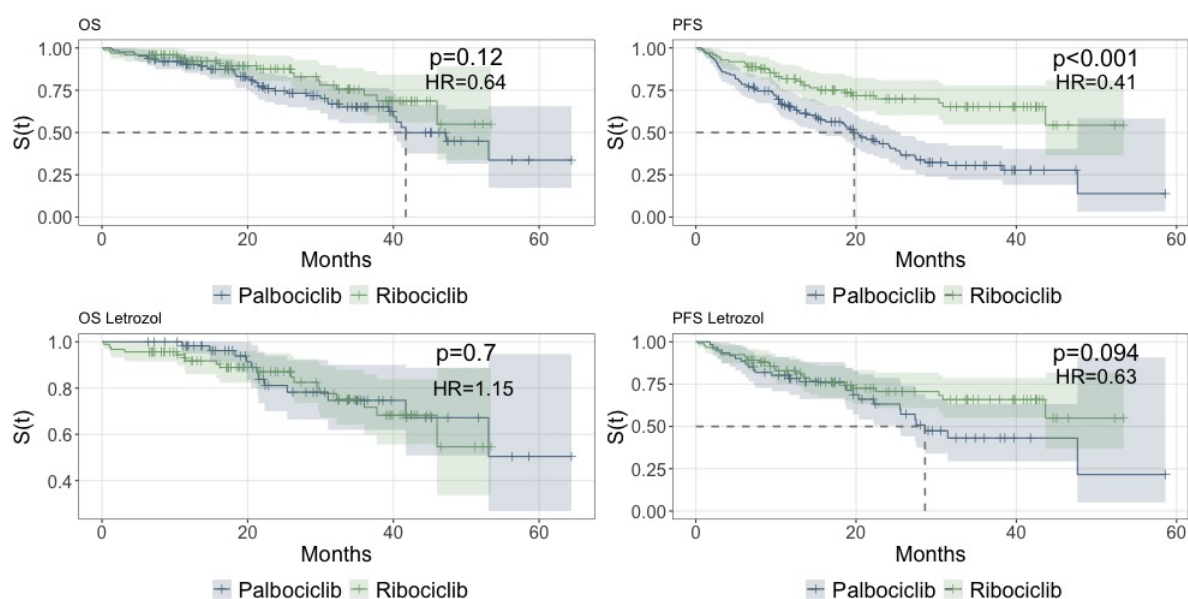 OS
1.00
0.75
0.50
0.25
0.00
S(t)
p=0.12
HR=0.64
0 20 40 60
Months
Palbociclib Ribociclib
PFS
1.00
0.75
0.50
0.25
0.00
S(t)
p<0.001
HR=0.41
0 20 40 60
Months
Palbociclib Ribociclib
OS Letrozol
1.0
0.8
0.6
0.4
S(t)
p=0.7
HR=1.15
0 20 40 60
Months
Palbociclib Ribociclib
PFS Letrozol
1.00
0.75
0.50
0.25
0.00
S(t)
p=0.094
HR=0.63
0 20 40 60
Months
Palbociclib Ribociclib